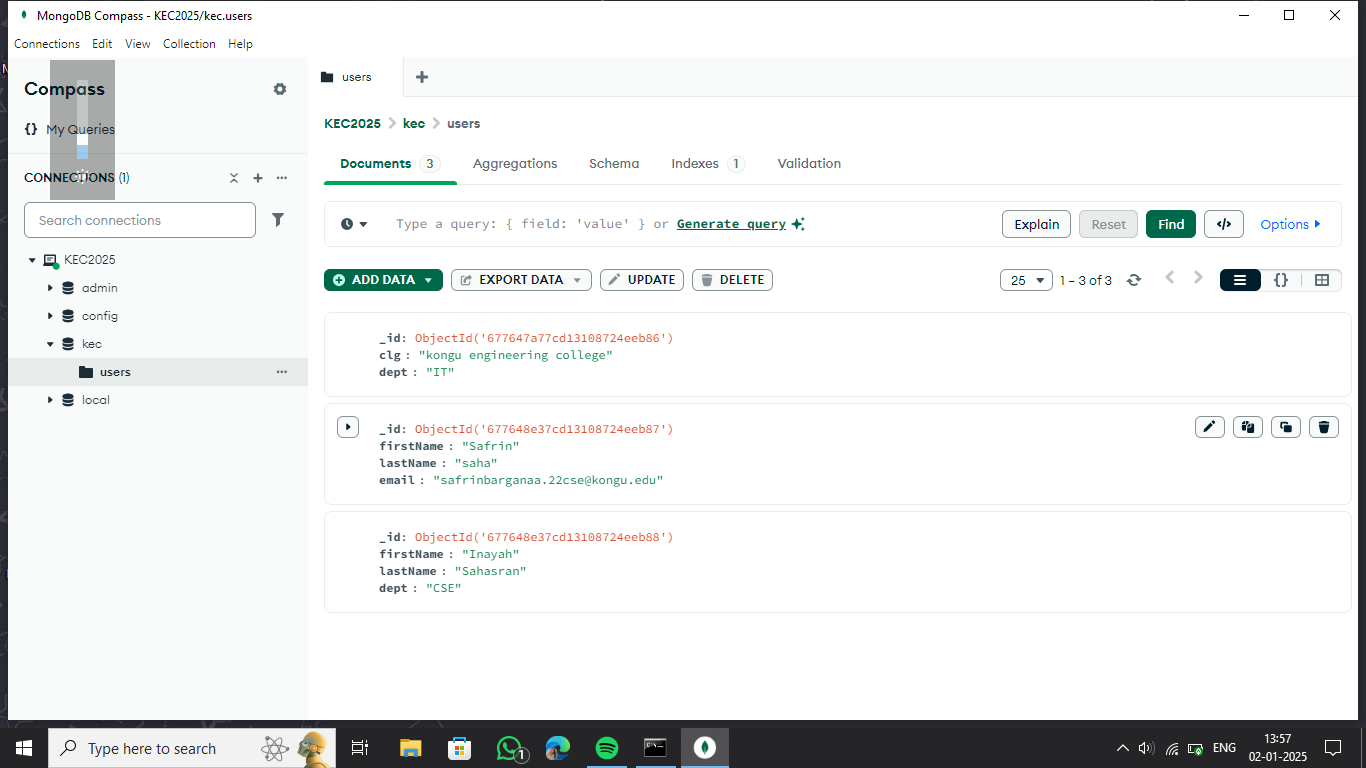 MongoDB Compass - KEC2025/kec.users
Connections Edit View Collection Help
Compass
{} My Queries
CONNECTIONS (1)
Search connections
KEC2025
admin
config
kec
users
local
users
KEC2025 > kec > users
Documents 3 Aggregations Schema Indexes 1 Validation
Type a query: { field: 'value' } or Generate query
Explain Reset Find </> Options
ADD DATA EXPORT DATA UPDATE DELETE
25 1 – 3 of 3 {}
_id: ObjectId('677647a77cd13108724eeb86')
clg : "kongu engineering college"
dept : "IT"
_id: ObjectId('677648e37cd13108724eeb87')
firstName : "Safrin"
lastName : "saha"
email : "safrinbarganaa.22cse@kongu.edu"
_id: ObjectId('677648e37cd13108724eeb88')
firstName : "Inayah"
lastName : "Sahasran"
dept : "CSE"
Type here to search
1
ENG
13:57
02-01-2025